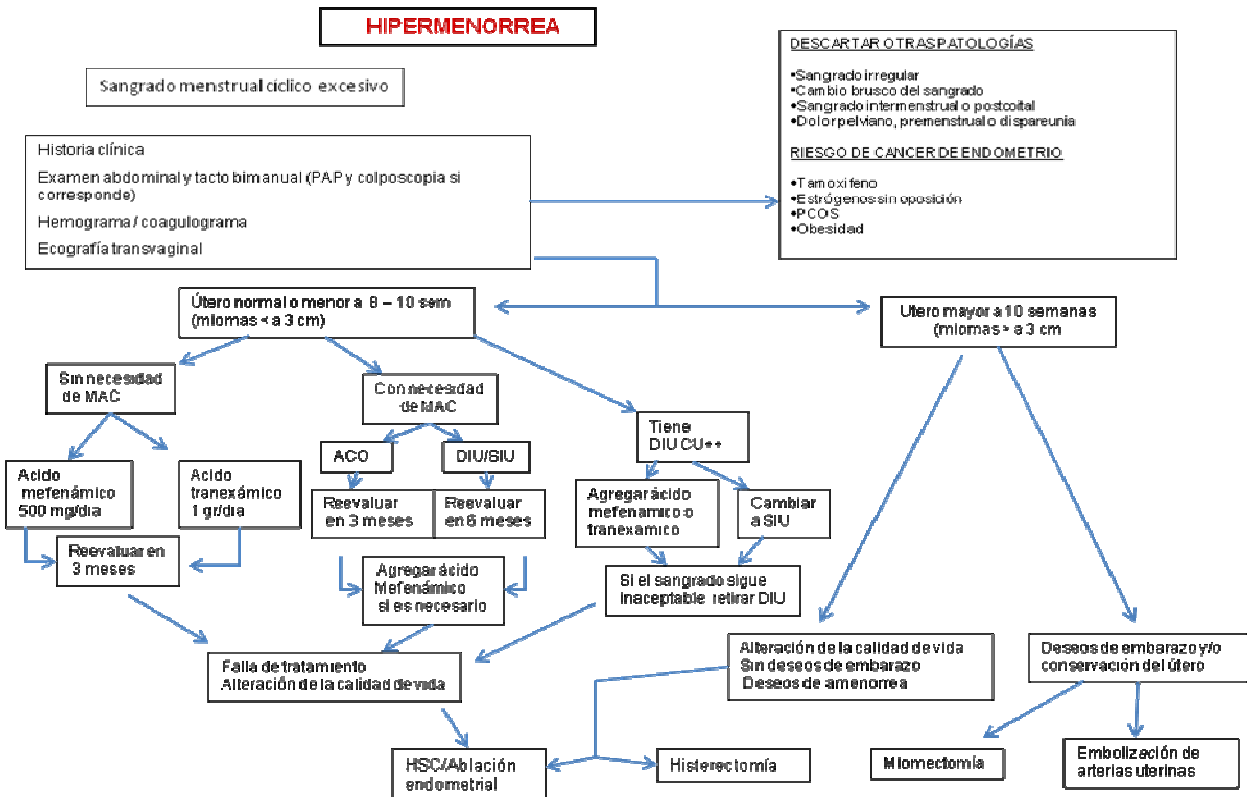 HIPERMENORREA
Sangrado menstrual cíclico excesivo
DESCARTAR OTRAS PATOLOGÍAS
•Sangrado irregular
•Cambio brusco del sangrado
•Sangrado intermenstrual o postcoital
•Dolor pelviano, premenstrual o dispareunia
RIESGO DE CANCER DE ENDOMETRIO
•Tamoxifeno
•Estrógenos sin oposición
•PCOS
•Obesidad
Historia clínica
Examen abdominal y tacto bimanual (PAP y colposcopia si
corresponde)
Hemograma / coagulograma
Ecografía transvaginal
Útero normal o menor a 8 – 10 sem
(miomas < a 3 cm)
Utero mayor a 10 semanas
(miomas > a 3 cm
Sin necesidad
de MAC
Con necesidad
de MAC
Tiene
DIU CU++
ACO
DIU/SIU
Acido
mefenámico
500 mg/dia
Acido
tranexámico
1 gr/dia
Reevaluar
en 3 meses
Reevaluar
en 6 meses
Agregar ácido
mefenamico o
tranexamico
Cambiar
a SIU
Reevaluar en
3 meses
Agregar ácido
Mefenámico
si es necesario
Si el sangrado sigue
inaceptable retirar DIU
Falla de tratamiento
Alteración de la calidad de vida
Alteración de la calidad de vida
Sin deseos de embarazo
Deseos de amenorrea
Deseos de embarazo y/o
conservación del útero
HSC/Ablación
endometrial
Histerectomía
Miomectomía
Embolización de
arterias uterinas